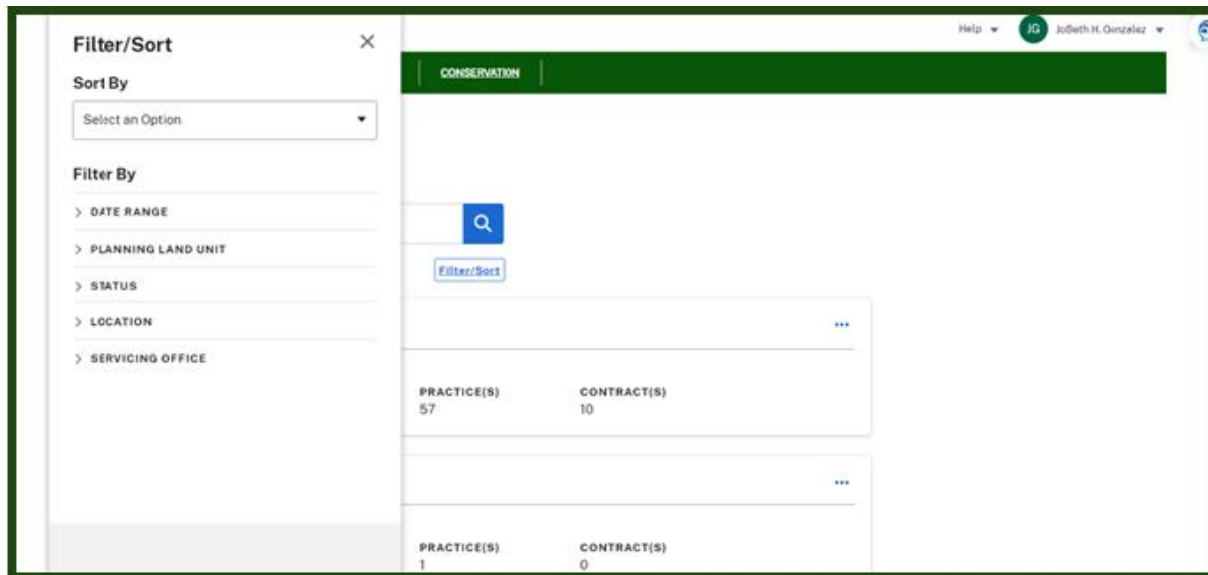 Filter/Sort
Help
JG
JoBeth H. Gonzalez
CONSERVATION
Sort By
Select an Option
Filter By
DATE RANGE
PLANNING LAND UNIT
Filter/Sort
STATUS
LOCATION
SERVICING OFFICE
PRACTICE(S) CONTRACT(S)
57 10
PRACTICE(S) CONTRACT(S)
1 0